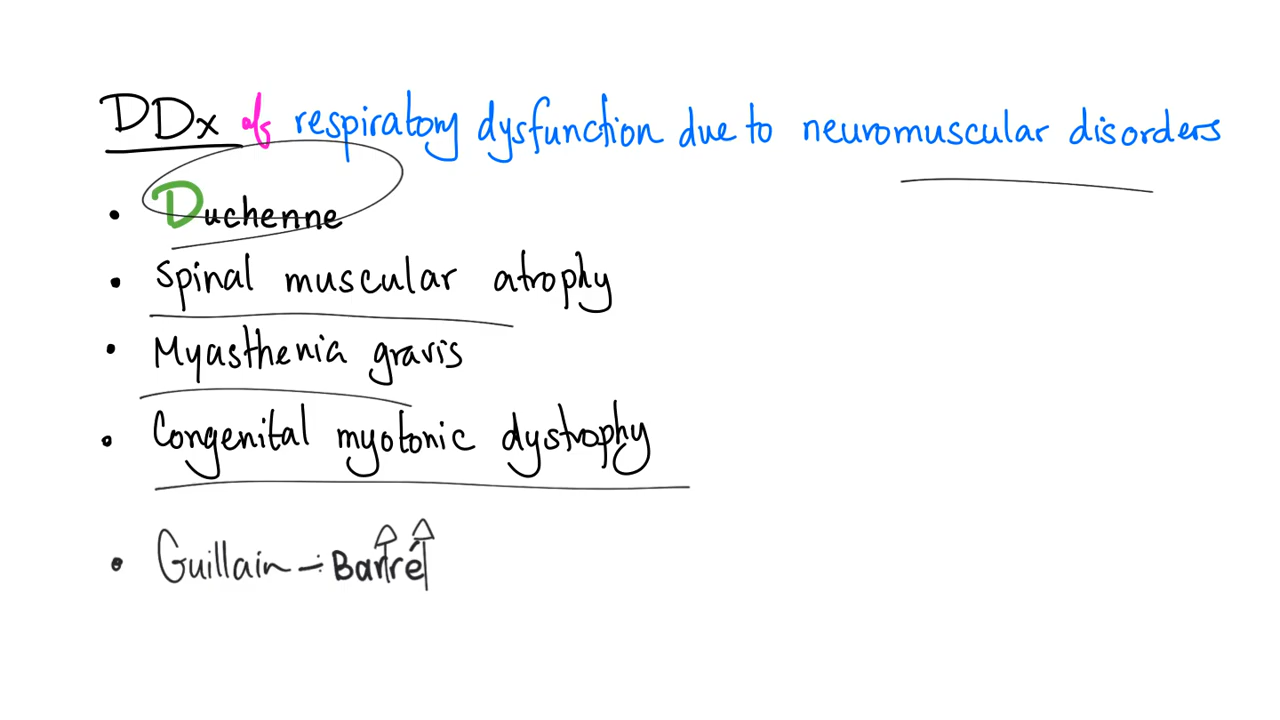 DDx of respiratory dysfunction due to neuromuscular disorders
• Duchenne
• Spinal muscular atrophy
• Myasthenia gravis
• Congenital myotonic dystrophy
• Guillain-Barré